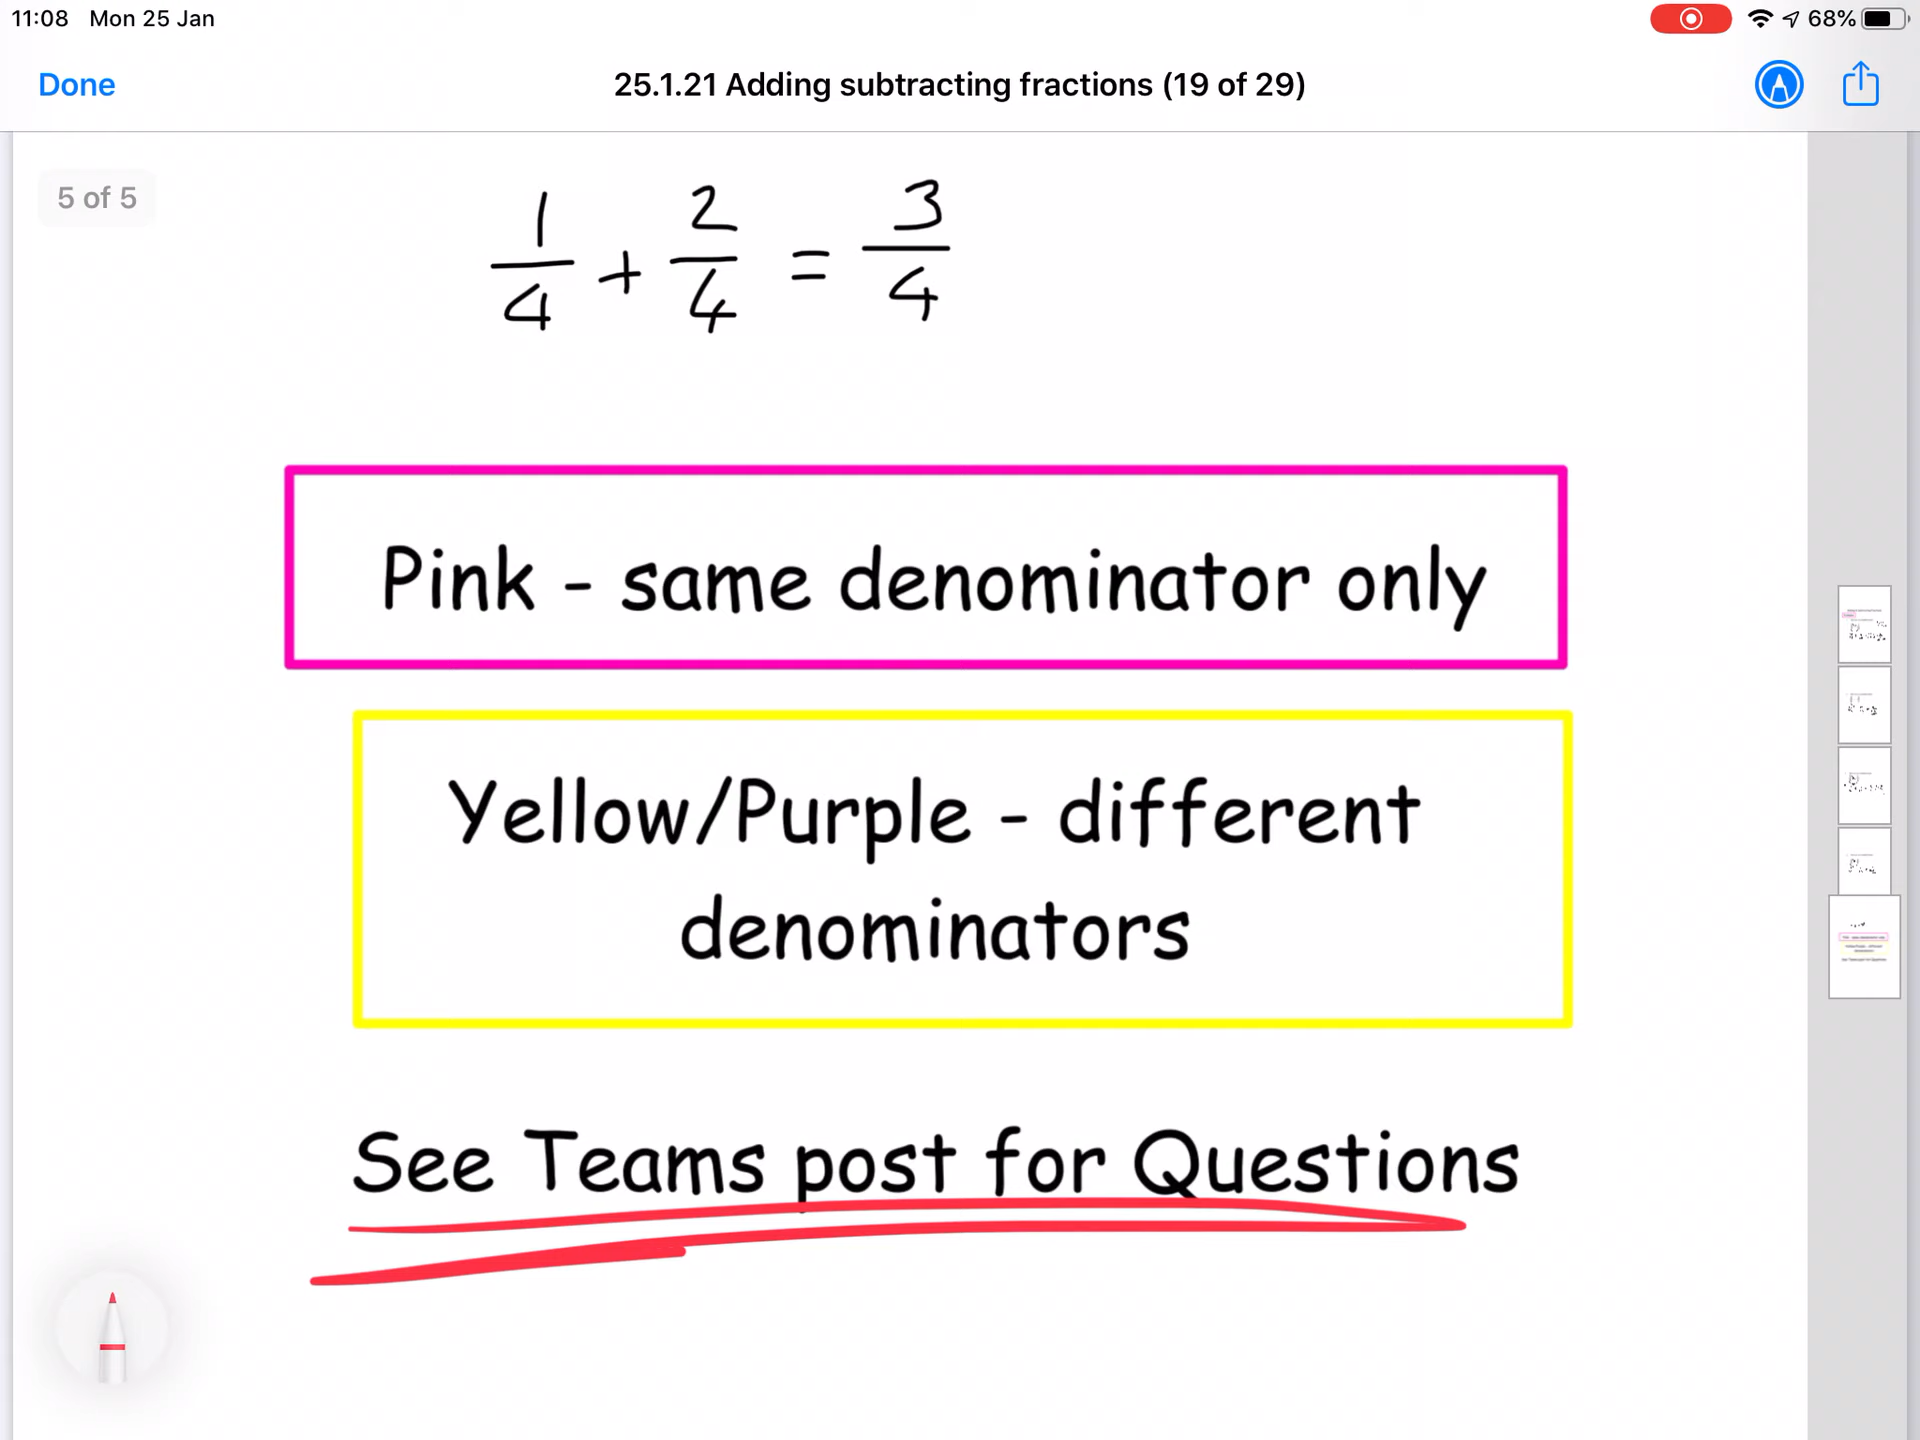 11:08 Mon 25 Jan 68%
Done 25.1.21 Adding subtracting fractions (19 of 29)
5 of 5
1/4 + 2/4 = 3/4
Pink - same denominator only
Yellow/Purple - different
denominators
See Teams post for Questions